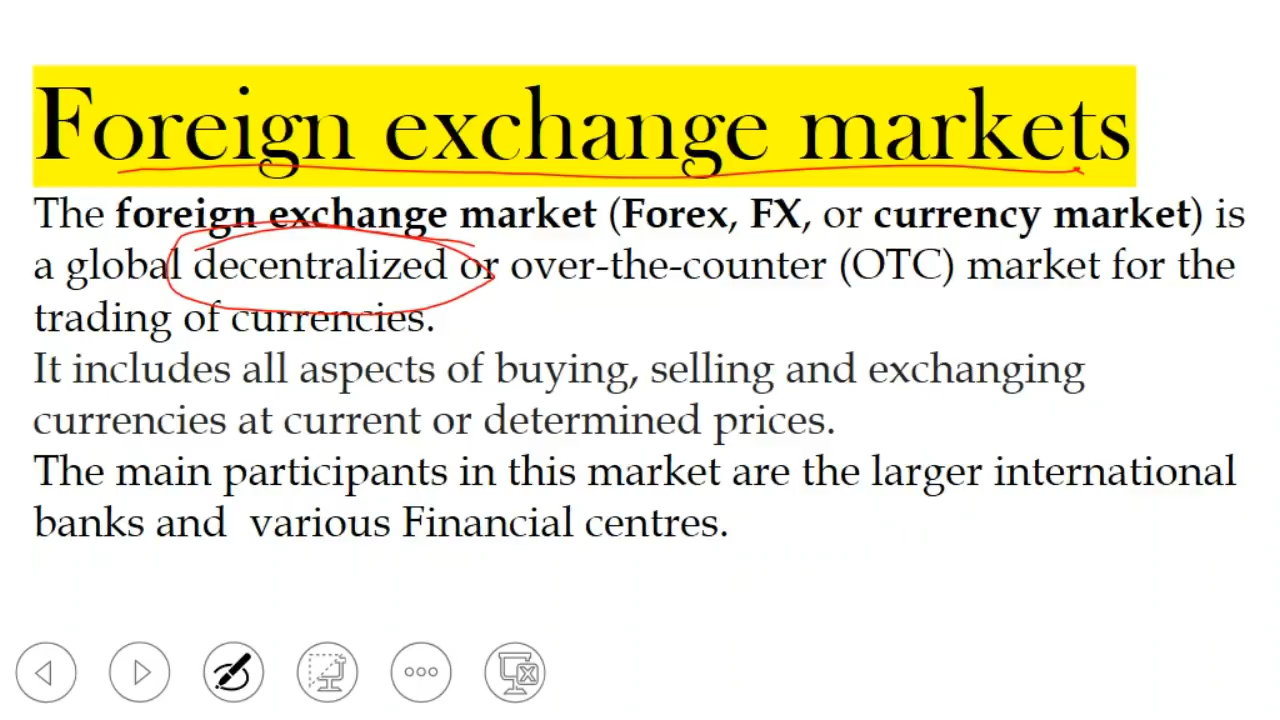 Foreign exchange markets
The foreign exchange market (Forex, FX, or currency market) is
a global decentralized or over-the-counter (OTC) market for the
trading of currencies.
It includes all aspects of buying, selling and exchanging
currencies at current or determined prices.
The main participants in this market are the larger international
banks and various Financial centres.